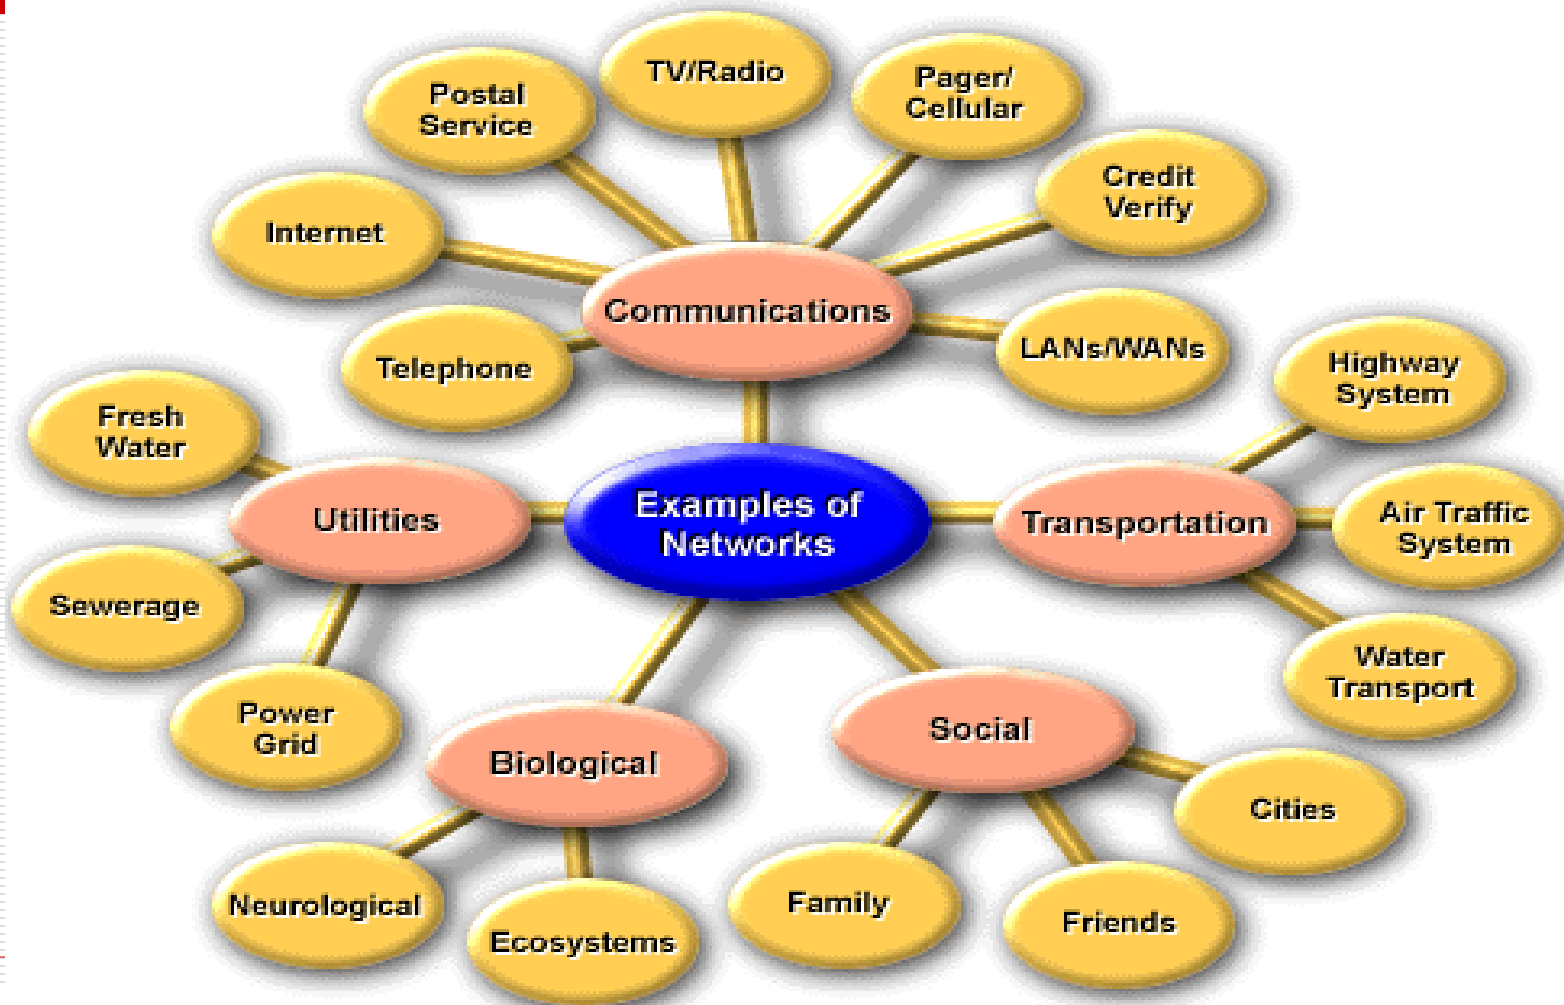 TV/Radio
Postal
Service
Pager/
Cellular
Credit
Verify
Internet
Communications
Telephone
LANs/WANs
Highway
System
Fresh
Water
Utilities
Examples of
Networks
Transportation
Air Traffic
System
Sewerage
Power
Grid
Water
Transport
Biological
Social
Cities
Neurological
Ecosystems
Family
Friends